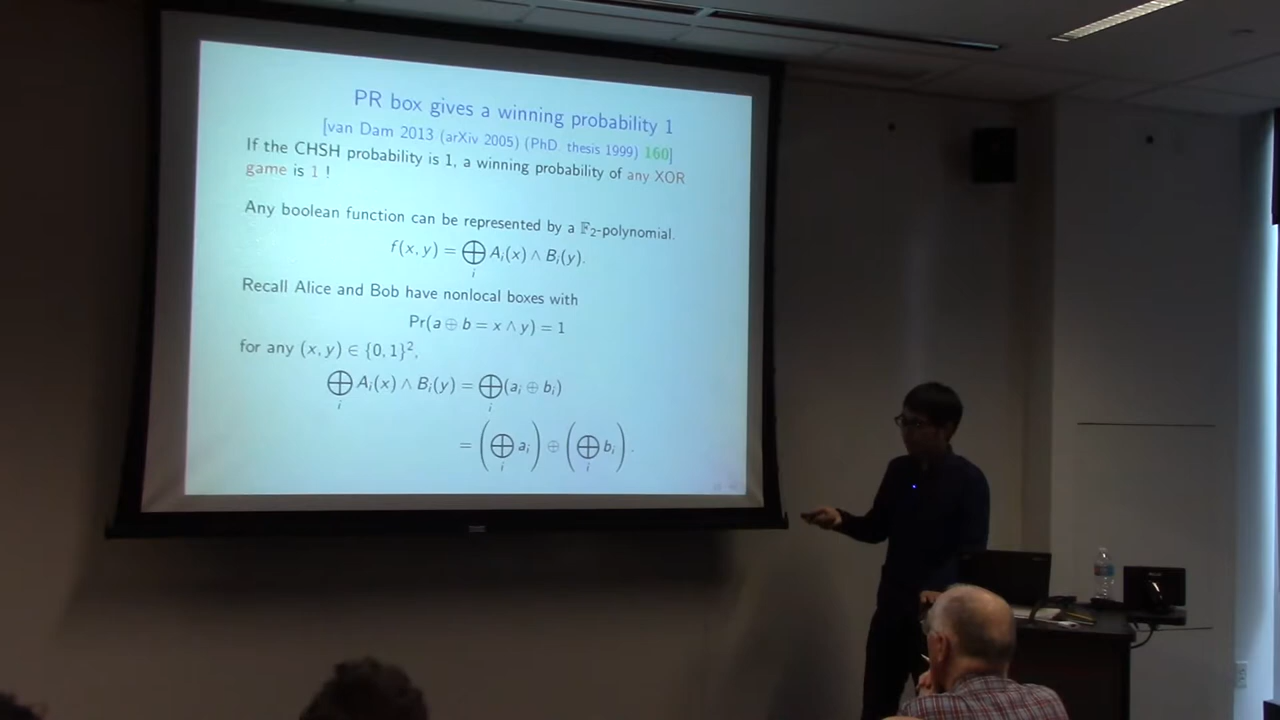 PR box gives a winning probability 1
[van Dam 2013 (arXiv 2005) (PhD. thesis 1999) 160]
If the CHSH probability is 1, a winning probability of any XOR
game is 1 !
Any boolean function can be represented by a 𝔽₂-polynomial.
f(x, y) = ⨁ᵢ Aᵢ(x) ∧ Bᵢ(y).
Recall Alice and Bob have nonlocal boxes with
Pr(a ⊕ b = x ∧ y) = 1
for any (x, y) ∈ {0, 1}²,
⨁ᵢ Aᵢ(x) ∧ Bᵢ(y) = ⨁ᵢ (aᵢ ⊕ bᵢ)
= (⨁ᵢ aᵢ) ⊕ (⨁ᵢ bᵢ).